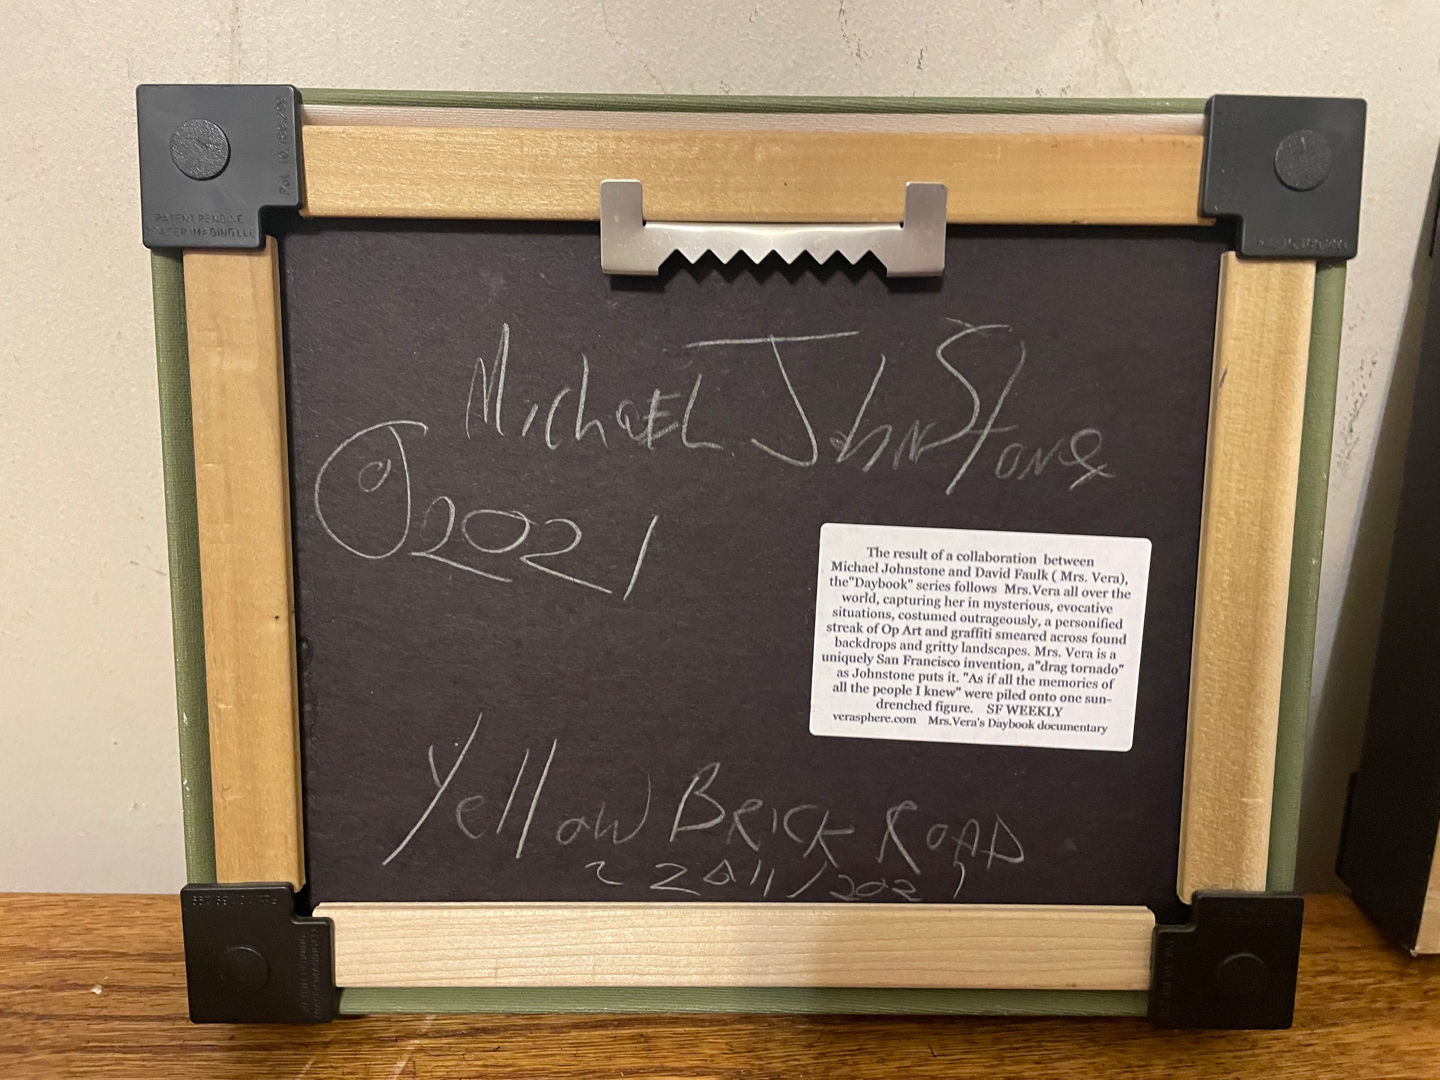 PATENT PENDING
Michael Johnstone
©2021
The result of a collaboration between
Michael Johnstone and David Faulk ( Mrs. Vera),
the"Daybook" series follows Mrs.Vera all over the
world, capturing her in mysterious, evocative
situations, costumed outrageously, a personified
streak of Op Art and graffiti smeared across found
backdrops and gritty landscapes. Mrs. Vera is a
uniquely San Francisco invention, a"drag tornado"
as Johnstone puts it. "As if all the memories of
all the people I knew" were piled onto one sun-
drenched figure. SF WEEKLY
verasphere.com Mrs.Vera's Daybook documentary
Yellow Brick Road
2011/2021